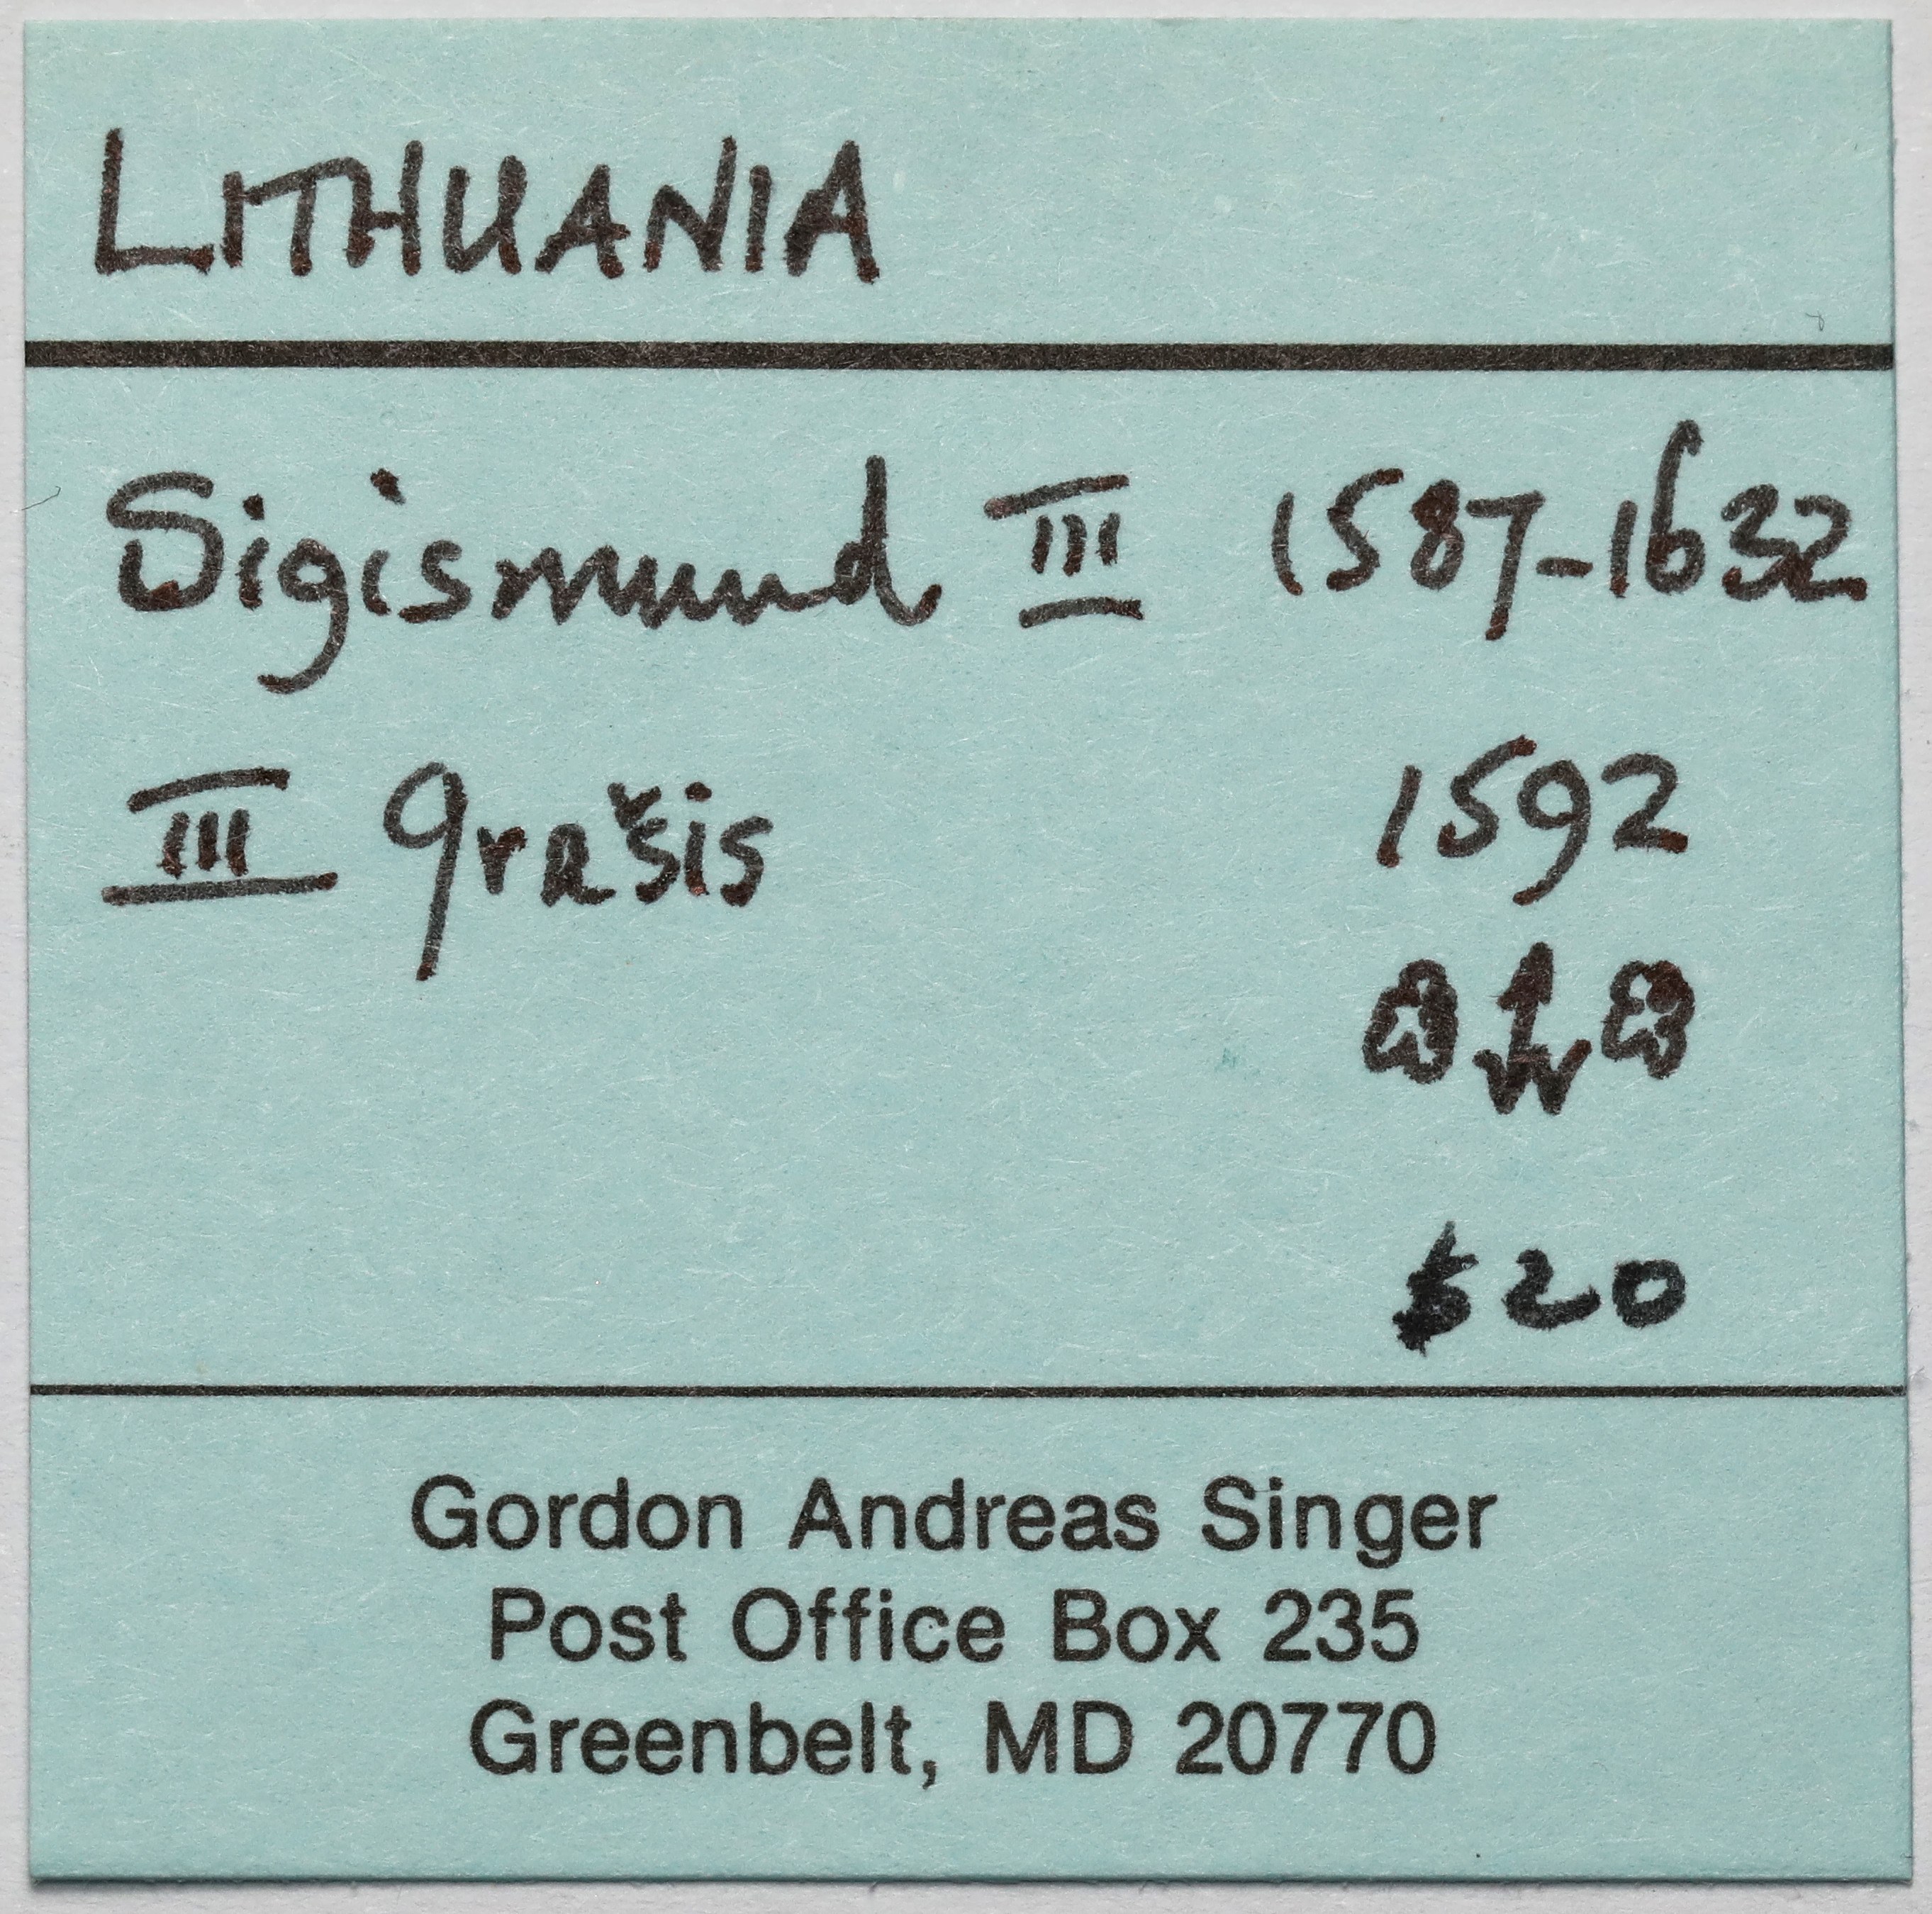 LITHUANIA
Sigismund III 1587-1632
III grašis 1592
$20
Gordon Andreas Singer
Post Office Box 235
Greenbelt, MD 20770